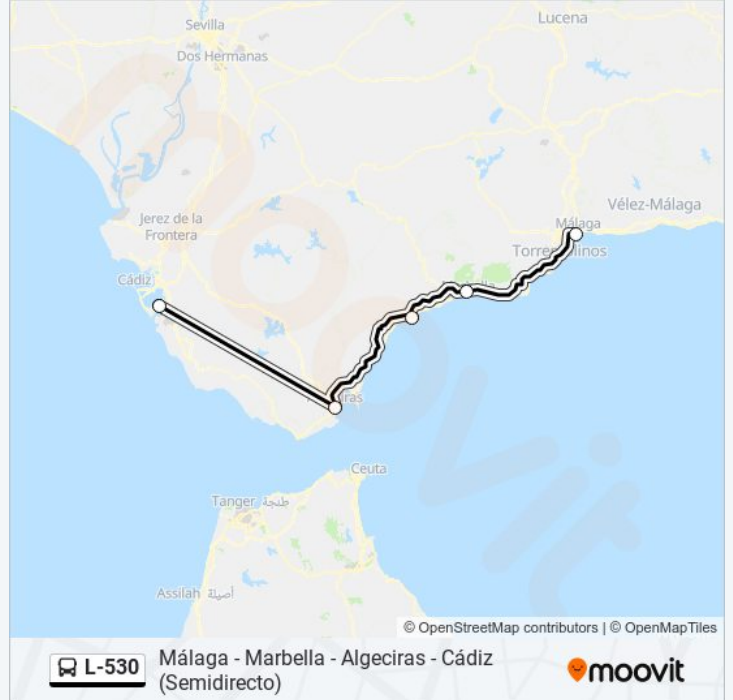 Sevilla
Lucena
Dos Hermanas
Vélez-Málaga
Jerez de la
Frontera
Málaga
Cádiz
Ceuta
Tanger طنجة
Assilah أصيلة
© OpenStreetMap contributors | © OpenMapTiles
L-530
Málaga - Marbella - Algeciras - Cádiz
(Semidirecto)
moovit